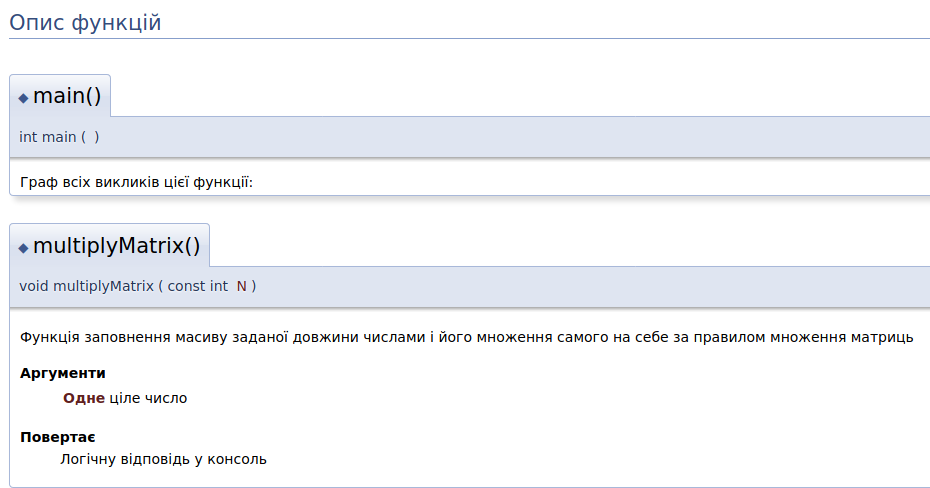 Опис функцій
◆ main()
int main ( )
Граф всіх викликів цієї функції:
◆ multiplyMatrix()
void multiplyMatrix ( const int N )
Функція заповнення масиву заданої довжини числами і його множення самого на себе за правилом множення матриць
Аргументи
Одне ціле число
Повертає
Логічну відповідь у консоль